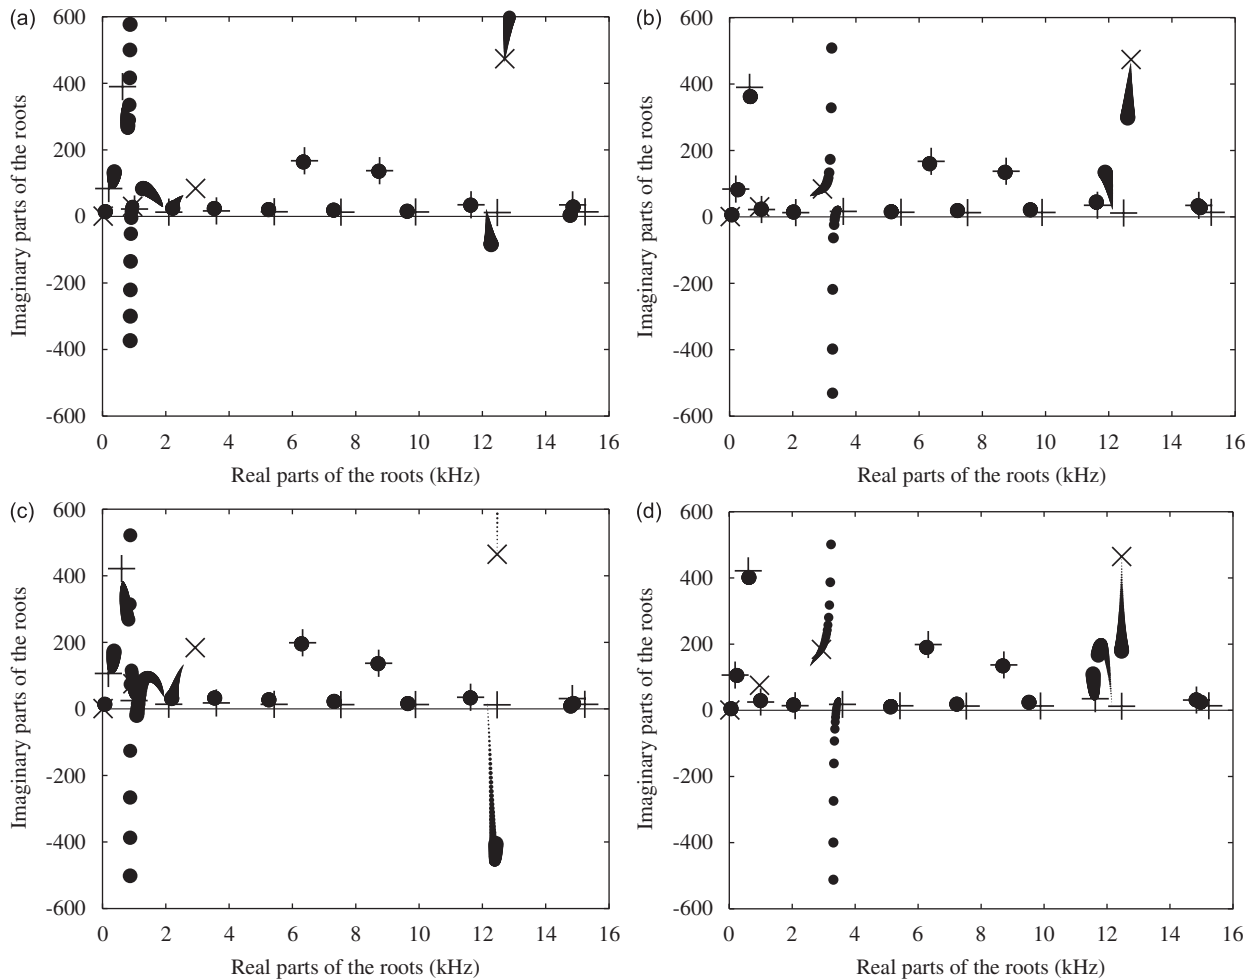 (a)
600
400
200
0
-200
-400
-600
Imaginary parts of the roots
0 2 4 6 8 10 12 14 16
Real parts of the roots (kHz)
(b)
600
400
200
0
-200
-400
-600
Imaginary parts of the roots
0 2 4 6 8 10 12 14 16
Real parts of the roots (kHz)
(c)
600
400
200
0
-200
-400
-600
Imaginary parts of the roots
0 2 4 6 8 10 12 14 16
Real parts of the roots (kHz)
(d)
600
400
200
0
-200
-400
-600
Imaginary parts of the roots
0 2 4 6 8 10 12 14 16
Real parts of the roots (kHz)